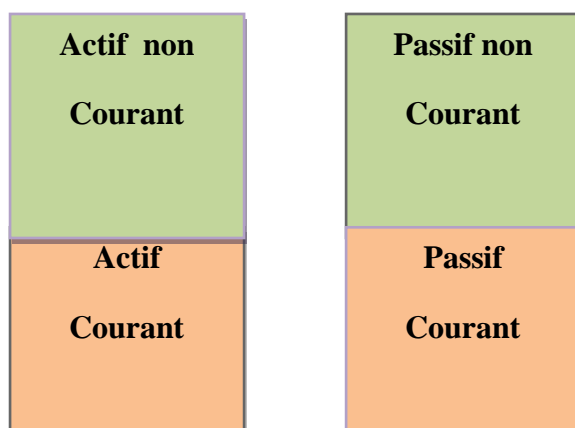 Actif non
Courant
Passif non
Courant
Actif
Courant
Passif
Courant